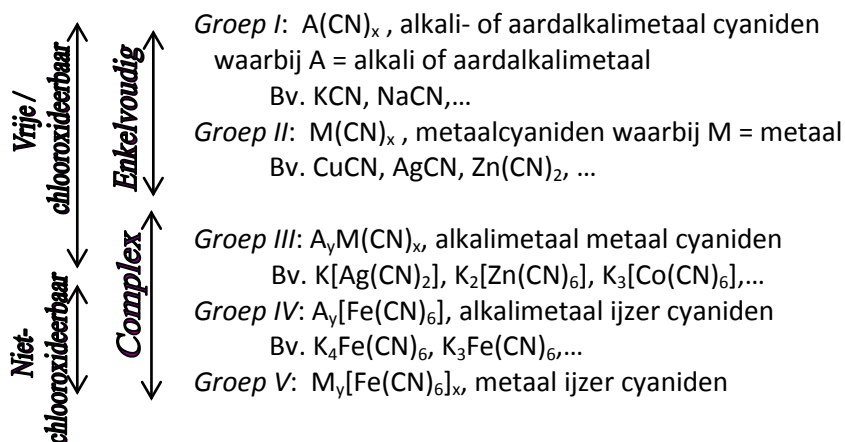 Groep I: A(CN)ₓ , alkali- of aardalkalimetaal cyaniden
waarbij A = alkali of aardalkalimetaal
Bv. KCN, NaCN,…
Groep II: M(CN)ₓ , metaalcyaniden waarbij M = metaal
Bv. CuCN, AgCN, Zn(CN)₂, …
Groep III: AᵧM(CN)ₓ, alkalimetaal metaal cyaniden
Bv. K[Ag(CN)₂], K₂[Zn(CN)₆], K₃[Co(CN)₆],…
Groep IV: Aᵧ[Fe(CN)₆], alkalimetaal ijzer cyaniden
Bv. K₄Fe(CN)₆, K₃Fe(CN)₆,…
Groep V: Mᵧ[Fe(CN)₆]ₓ, metaal ijzer cyaniden
Vrije /
chlooroxideerbaar
Niet-
chlooroxideerbaar
Enkelvoudig
Complex